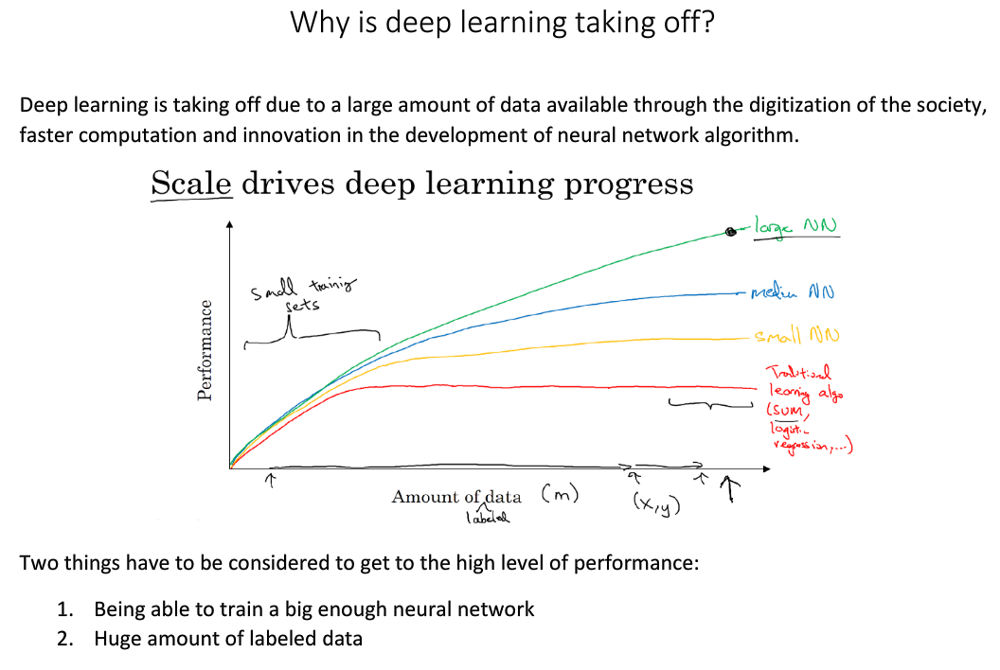 Why is deep learning taking off?
Deep learning is taking off due to a large amount of data available through the digitization of the society,
faster computation and innovation in the development of neural network algorithm.
Scale drives deep learning progress
large NN
small training
sets
medium NN
Performance
small NN
Traditional
learning algo
(SVM,
logistic
regression,...)
Amount of data (m)
labeled
(x,y)
Two things have to be considered to get to the high level of performance:
1. Being able to train a big enough neural network
2. Huge amount of labeled data